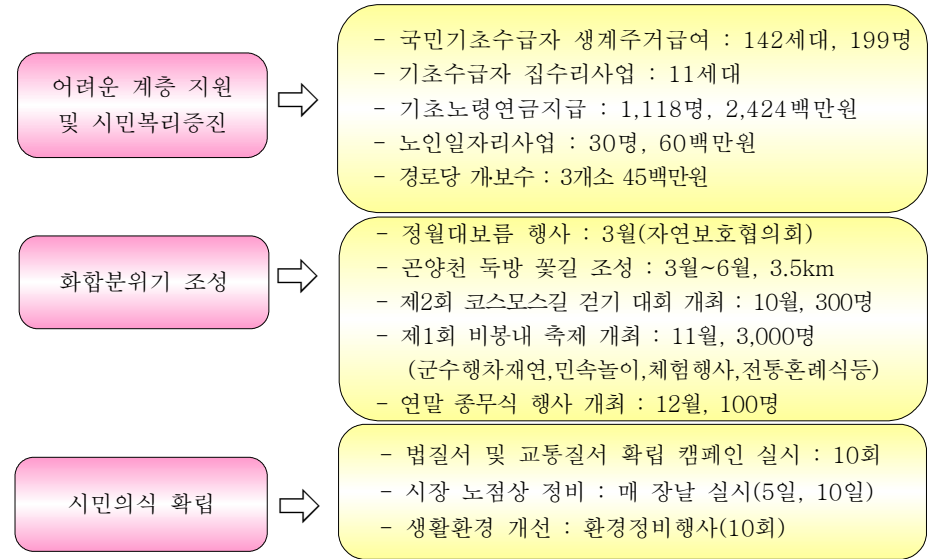 어려운 계층 지원
및 시민복리증진
- 국민기초수급자 생계주거급여 : 142세대, 199명
- 기초수급자 집수리사업 : 11세대
- 기초노령연금지급 : 1,118명, 2,424백만원
- 노인일자리사업 : 30명, 60백만원
- 경로당 개·보수 : 3개소 45백만원
화합분위기 조성
- 정월대보름 행사 : 3월(자연보호협의회)
- 곤양천 둑방 꽃길 조성 : 3월~6월, 3.5km
- 제2회 코스모스길 걷기 대회 개최 : 10월, 300명
- 제1회 비봉내 축제 개최 : 11월, 3,000명
(군수행차재연,민속놀이,체험행사,전통혼례식등)
- 연말 종무식 행사 개최 : 12월, 100명
시민의식 확립
- 법질서 및 교통질서 확립 캠페인 실시 : 10회
- 시장 노점상 정비 : 매 장날 실시(5일, 10일)
- 생활환경 개선 : 환경정비행사(10회)